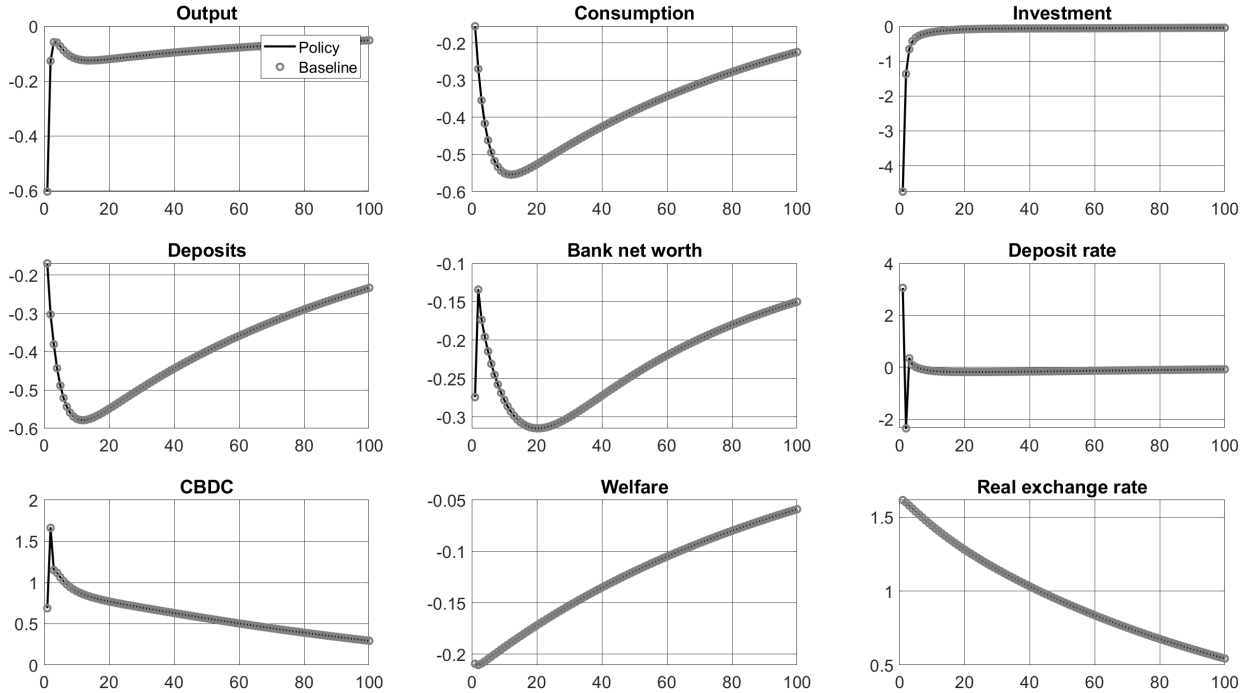 Output
0
-0.2
-0.4
-0.6
0 20 40 60 80 100
Policy
Baseline
Consumption
-0.2
-0.3
-0.4
-0.5
-0.6
0 20 40 60 80 100
Investment
0
-1
-2
-3
-4
0 20 40 60 80 100
Deposits
-0.2
-0.3
-0.4
-0.5
-0.6
0 20 40 60 80 100
Bank net worth
-0.1
-0.15
-0.2
-0.25
-0.3
0 20 40 60 80 100
Deposit rate
4
2
0
-2
0 20 40 60 80 100
CBDC
2
1.5
1
0.5
0
0 20 40 60 80 100
Welfare
-0.05
-0.1
-0.15
-0.2
0 20 40 60 80 100
Real exchange rate
1.5
1
0.5
0 20 40 60 80 100